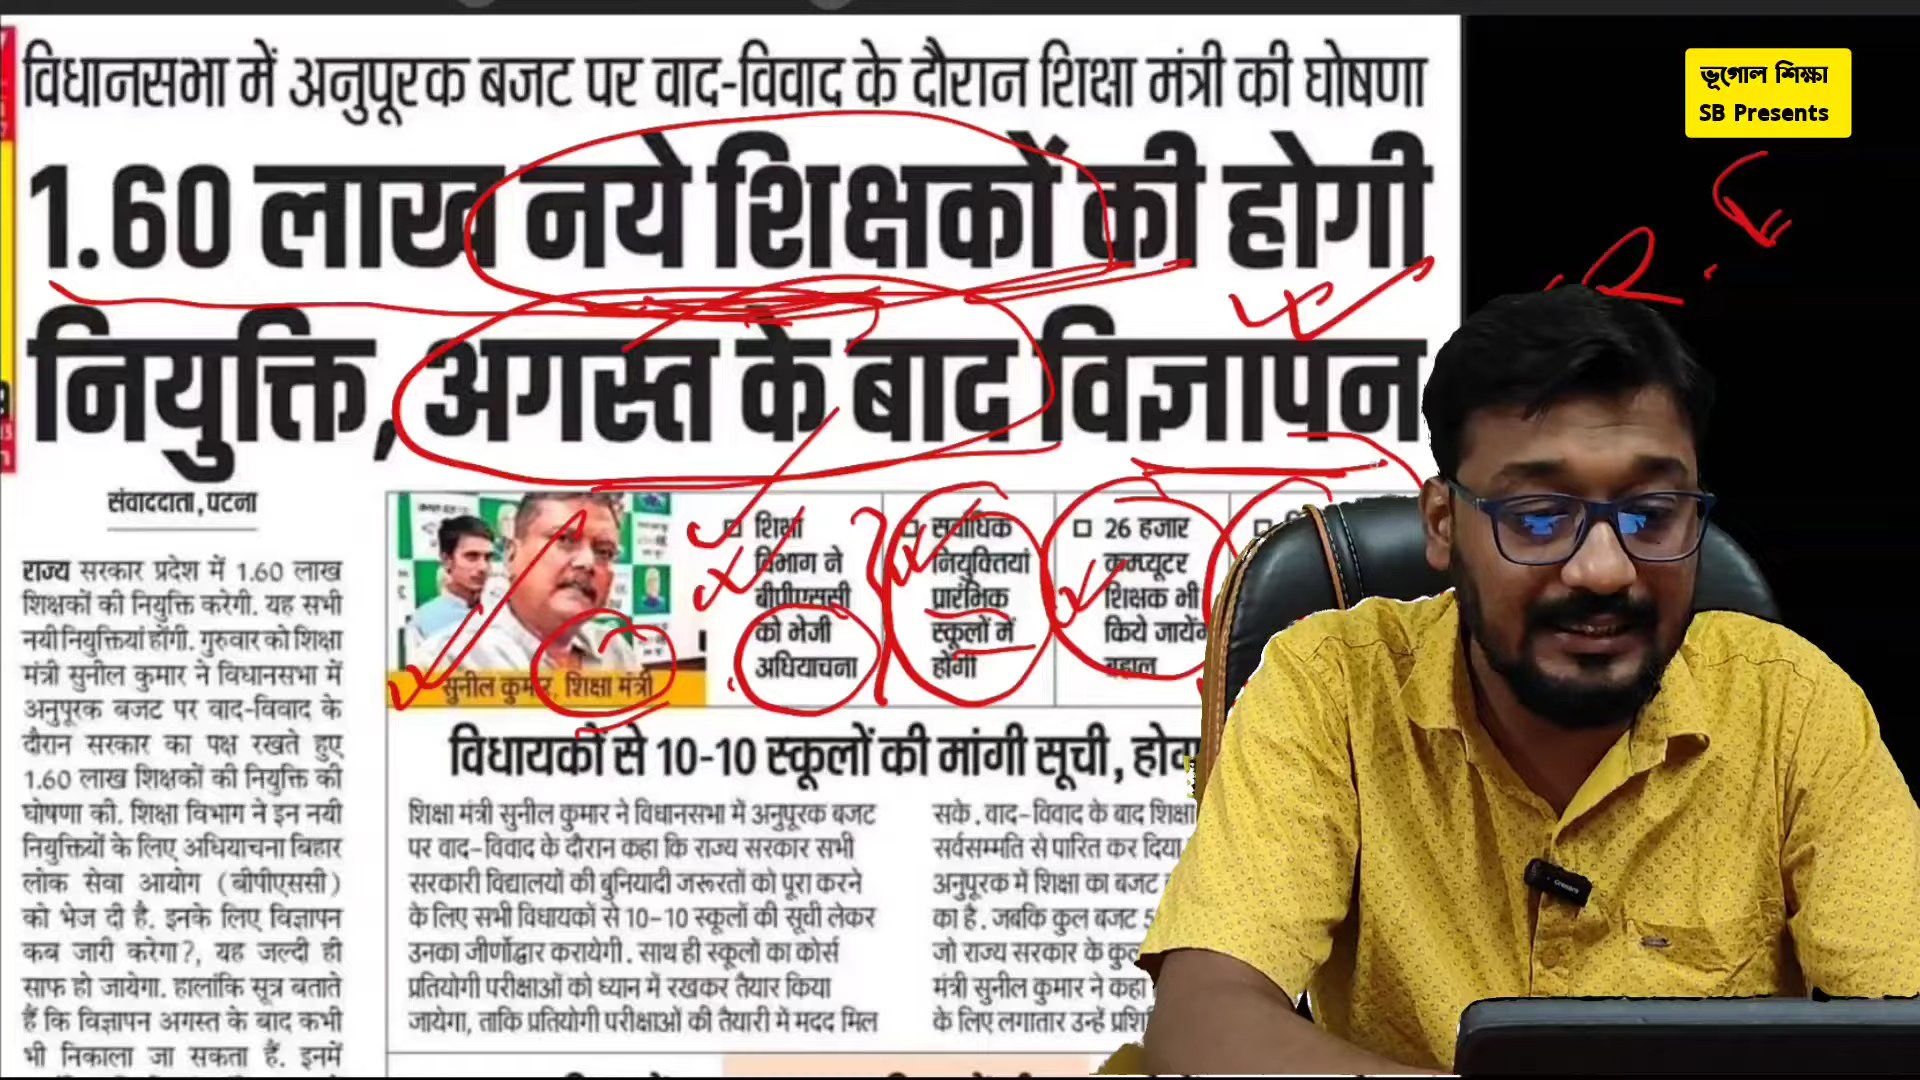 विधानसभा में अनुपूरक बजट पर वाद-विवाद के दौरान शिक्षा मंत्री की घोषणा
1.60 लाख नये शिक्षकों की होगी
नियुक्ति, अगस्त के बाद विज्ञापन
संवाददाता, पटना
राज्य सरकार प्रदेश में 1.60 लाख
शिक्षकों की नियुक्ति करेगी. यह सभी
नयी नियुक्तियां होंगी. गुरुवार को शिक्षा
मंत्री सुनील कुमार ने विधानसभा में
अनुपूरक बजट पर वाद-विवाद के
दौरान सरकार का पक्ष रखते हुए
1.60 लाख शिक्षकों की नियुक्ति की
घोषणा की. शिक्षा विभाग ने इन नयी
नियुक्तियों के लिए अधियाचना बिहार
लोक सेवा आयोग (बीपीएससी)
को भेज दी है. इनके लिए विज्ञापन
कब जारी करेगा?, यह जल्दी ही
साफ हो जायेगा. हालांकि सूत्र बताते
हैं कि विज्ञापन अगस्त के बाद कभी
भी निकाला जा सकता हैं. इनमें
सुनील कुमार, शिक्षा मंत्री
शिक्षा
विभाग ने
बीपीएससी
को भेजी
अधियाचना
सर्वाधिक
नियुक्तियां
प्रारंभिक
स्कूलों में
होंगी
26 हजार
कम्प्यूटर
शिक्षक भी
किये जायेंगे
बहाल
विधायकों से 10-10 स्कूलों की मांगी सूची,
शिक्षा मंत्री सुनील कुमार ने विधानसभा में अनुपूरक बजट
पर वाद-विवाद के दौरान कहा कि राज्य सरकार सभी
सरकारी विद्यालयों की बुनियादी जरूरतों को पूरा करने
के लिए सभी विधायकों से 10-10 स्कूलों की सूची लेकर
उनका जीर्णोद्धार करायेगी. साथ ही स्कूलों का कोर्स
प्रतियोगी परीक्षाओं को ध्यान में रखकर तैयार किया
जायेगा, ताकि प्रतियोगी परीक्षाओं की तैयारी में मदद मिल
सके. वाद-विवाद के बाद शिक्षा
सर्वसम्मति से पारित कर दिया
अनुपूरक में शिक्षा का बजट
का है. जबकि कुल बजट 5
जो राज्य सरकार के कुल
मंत्री सुनील कुमार ने कहा
के लिए लगातार उन्हें
ভূগোল শিক্ষা
SB Presents